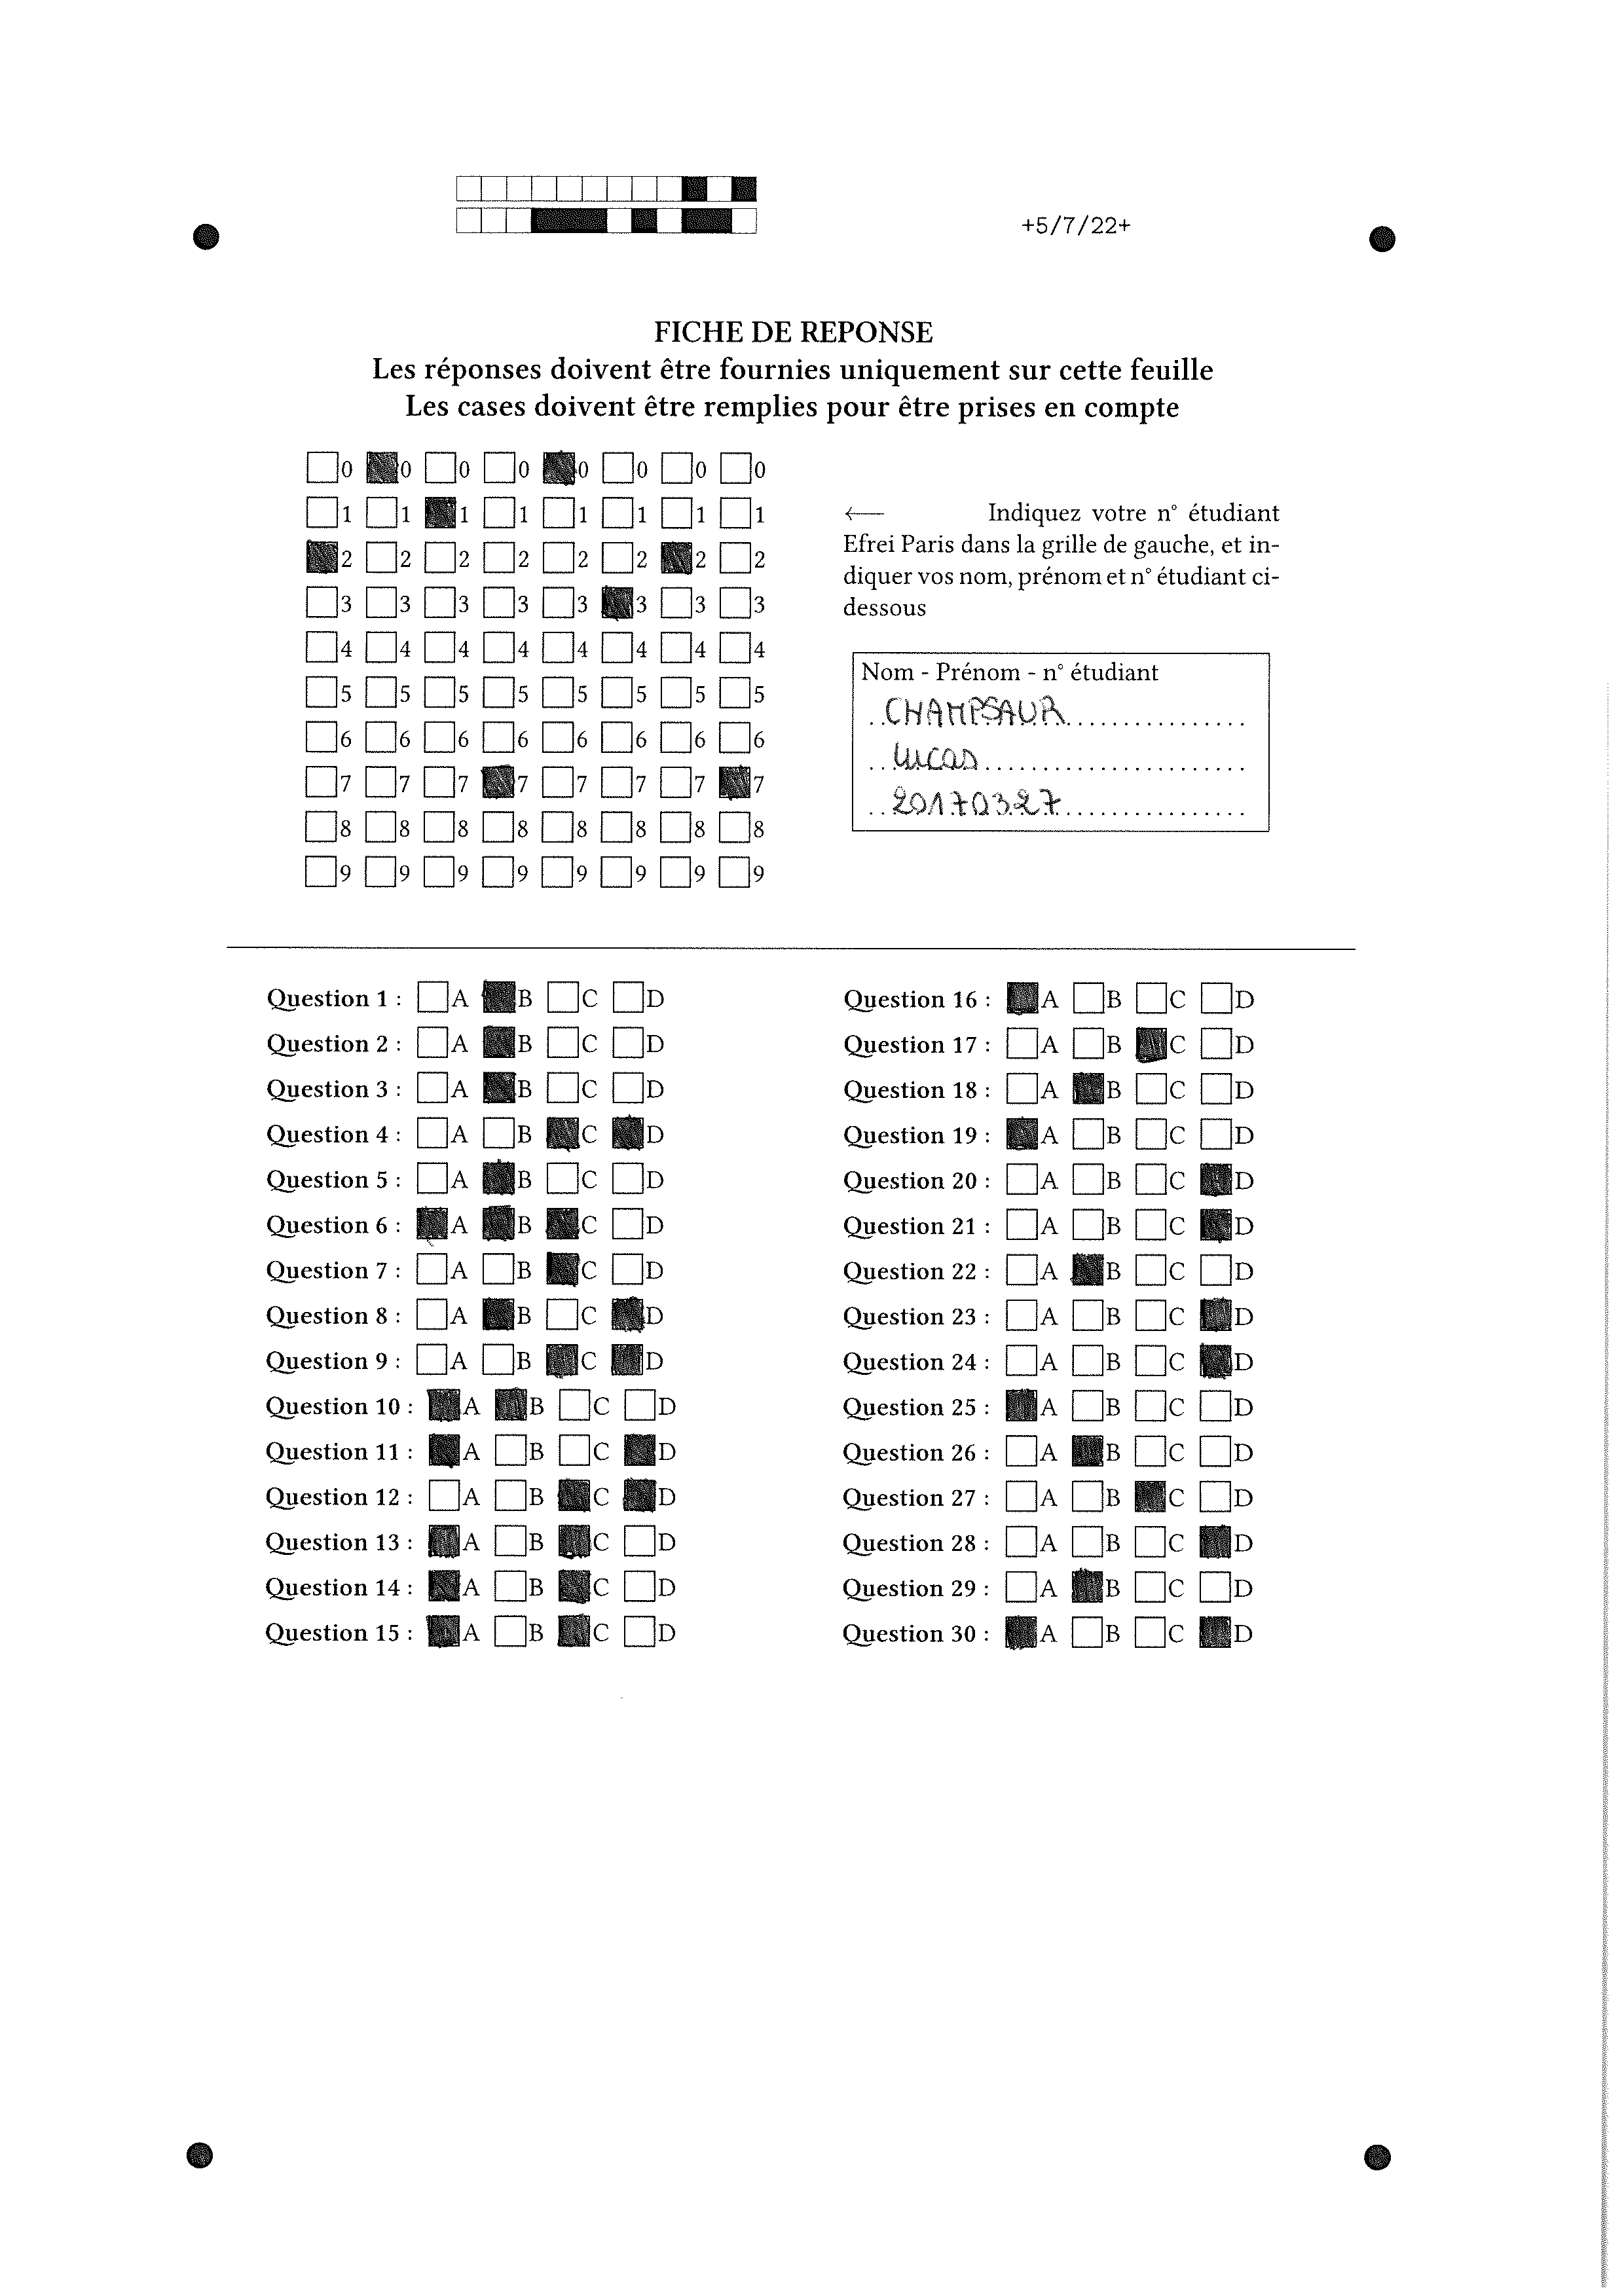 +5/7/22+
FICHE DE REPONSE
Les réponses doivent être fournies uniquement sur cette feuille
Les cases doivent être remplies pour être prises en compte
0 0 0 0 0 0 0 0
1 1 1 1 1 1 1 1
2 2 2 2 2 2 2 2
3 3 3 3 3 3 3 3
4 4 4 4 4 4 4 4
5 5 5 5 5 5 5 5
6 6 6 6 6 6 6 6
7 7 7 7 7 7 7 7
8 8 8 8 8 8 8 8
9 9 9 9 9 9 9 9
← Indiquez votre n° étudiant
Efrei Paris dans la grille de gauche, et in-
diquer vos nom, prénom et n° étudiant ci-
dessous
Nom - Prénom - n° étudiant
CHAMPSAUR
Lucas
20170327
Question 1 : A B C D
Question 2 : A B C D
Question 3 : A B C D
Question 4 : A B C D
Question 5 : A B C D
Question 6 : A B C D
Question 7 : A B C D
Question 8 : A B C D
Question 9 : A B C D
Question 10 : A B C D
Question 11 : A B C D
Question 12 : A B C D
Question 13 : A B C D
Question 14 : A B C D
Question 15 : A B C D
Question 16 : A B C D
Question 17 : A B C D
Question 18 : A B C D
Question 19 : A B C D
Question 20 : A B C D
Question 21 : A B C D
Question 22 : A B C D
Question 23 : A B C D
Question 24 : A B C D
Question 25 : A B C D
Question 26 : A B C D
Question 27 : A B C D
Question 28 : A B C D
Question 29 : A B C D
Question 30 : A B C D